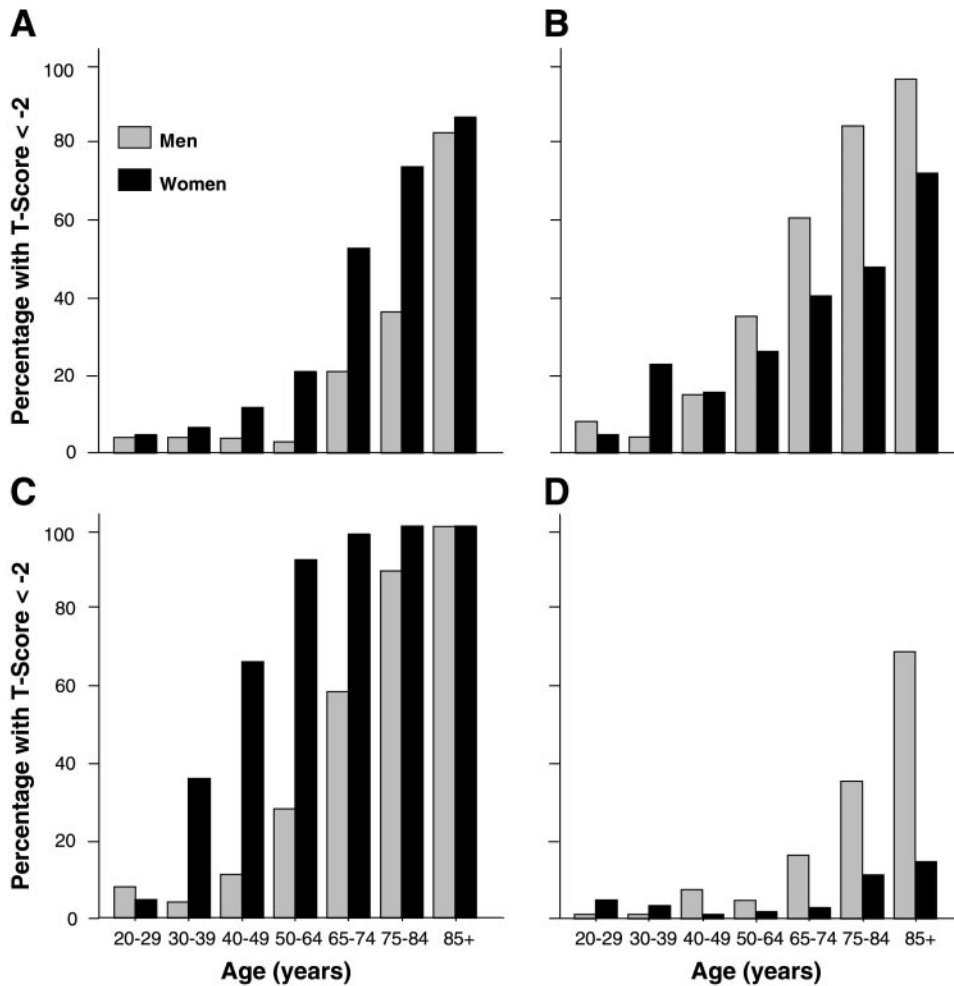 A
B
Percentage with T-Score < -2
100
80
60
40
20
0
Men
Women
C
D
Percentage with T-Score < -2
100
80
60
40
20
0
20-29 30-39 40-49 50-64 65-74 75-84 85+
Age (years)
20-29 30-39 40-49 50-64 65-74 75-84 85+
Age (years)